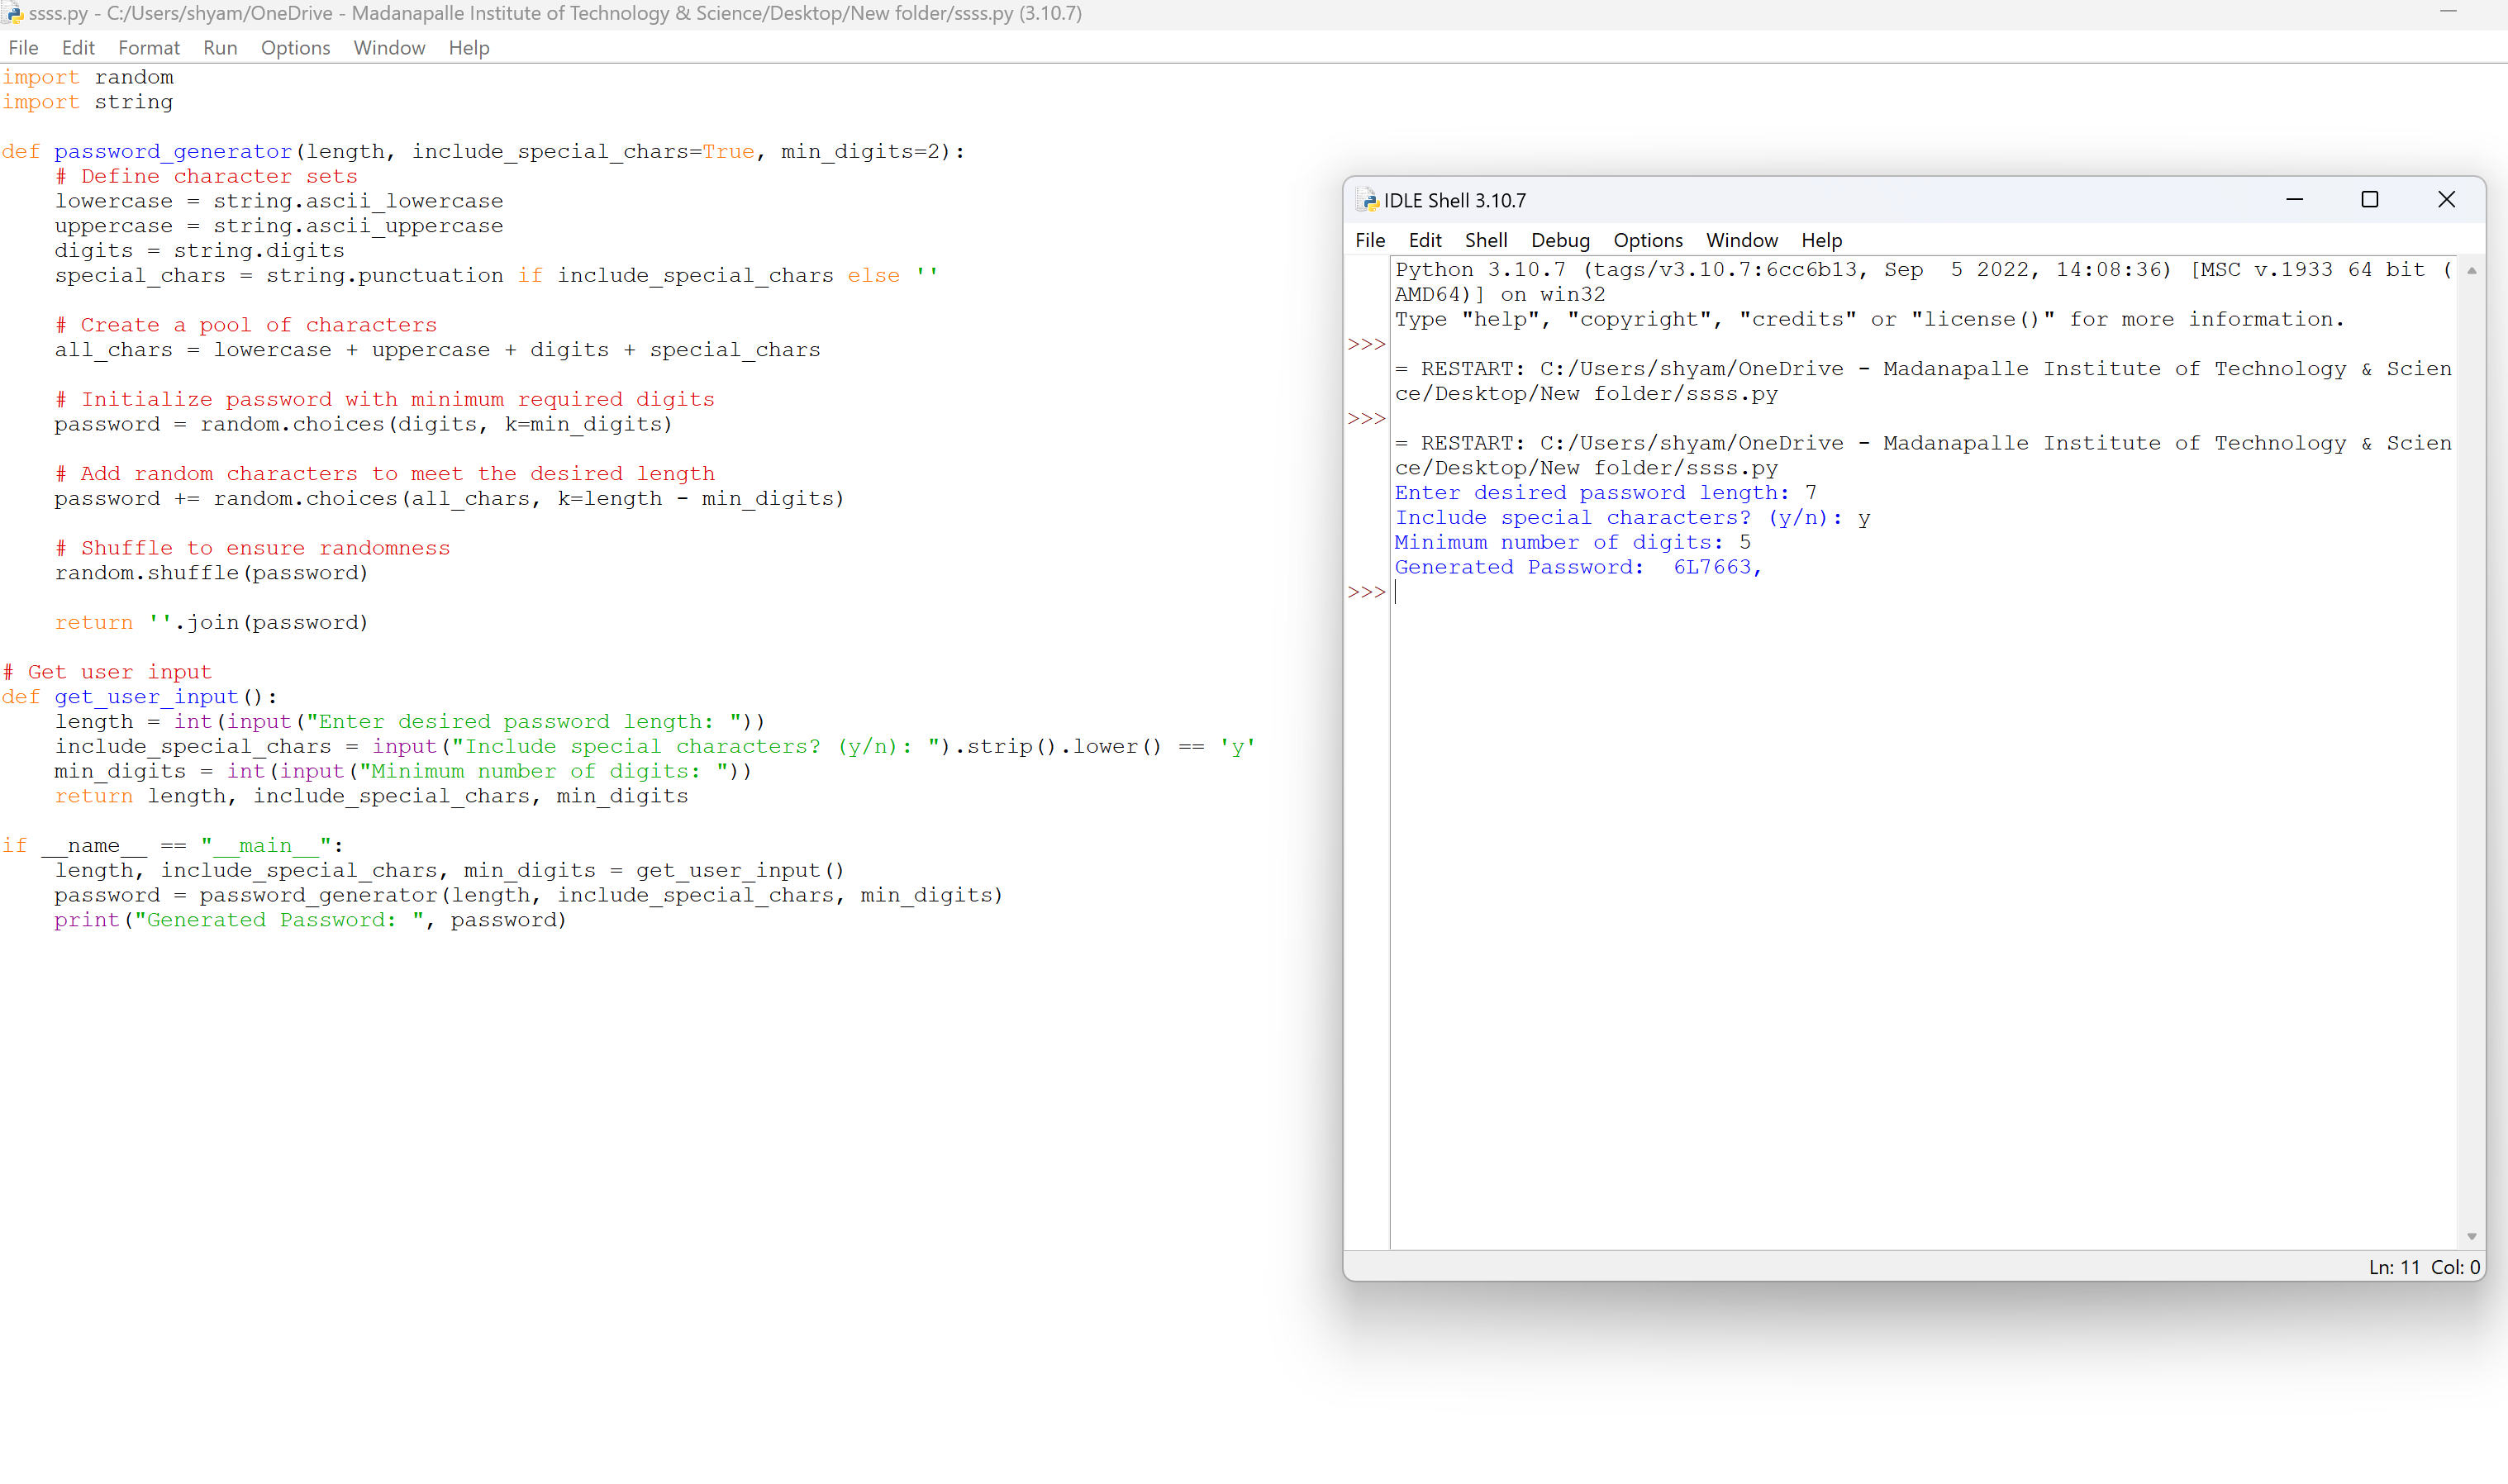 ssss.py - C:/Users/shyam/OneDrive - Madanapalle Institute of Technology & Science/Desktop/New folder/ssss.py (3.10.7)
File Edit Format Run Options Window Help
import random
import string

def password_generator(length, include_special_chars=True, min_digits=2):
    # Define character sets
    lowercase = string.ascii_lowercase
    uppercase = string.ascii_uppercase
    digits = string.digits
    special_chars = string.punctuation if include_special_chars else ''

    # Create a pool of characters
    all_chars = lowercase + uppercase + digits + special_chars

    # Initialize password with minimum required digits
    password = random.choices(digits, k=min_digits)

    # Add random characters to meet the desired length
    password += random.choices(all_chars, k=length - min_digits)

    # Shuffle to ensure randomness
    random.shuffle(password)

    return ''.join(password)

# Get user input
def get_user_input():
    length = int(input("Enter desired password length: "))
    include_special_chars = input("Include special characters? (y/n): ").strip().lower() == 'y'
    min_digits = int(input("Minimum number of digits: "))
    return length, include_special_chars, min_digits

if __name__ == "__main__":
    length, include_special_chars, min_digits = get_user_input()
    password = password_generator(length, include_special_chars, min_digits)
    print("Generated Password: ", password)
IDLE Shell 3.10.7
File Edit Shell Debug Options Window Help
Python 3.10.7 (tags/v3.10.7:6cc6b13, Sep  5 2022, 14:08:36) [MSC v.1933 64 bit (
AMD64)] on win32
Type "help", "copyright", "credits" or "license()" for more information.
>>>
= RESTART: C:/Users/shyam/OneDrive - Madanapalle Institute of Technology & Scien
ce/Desktop/New folder/ssss.py
>>>
= RESTART: C:/Users/shyam/OneDrive - Madanapalle Institute of Technology & Scien
ce/Desktop/New folder/ssss.py
Enter desired password length: 7
Include special characters? (y/n): y
Minimum number of digits: 5
Generated Password:  6L7663,
>>>
Ln: 11 Col: 0